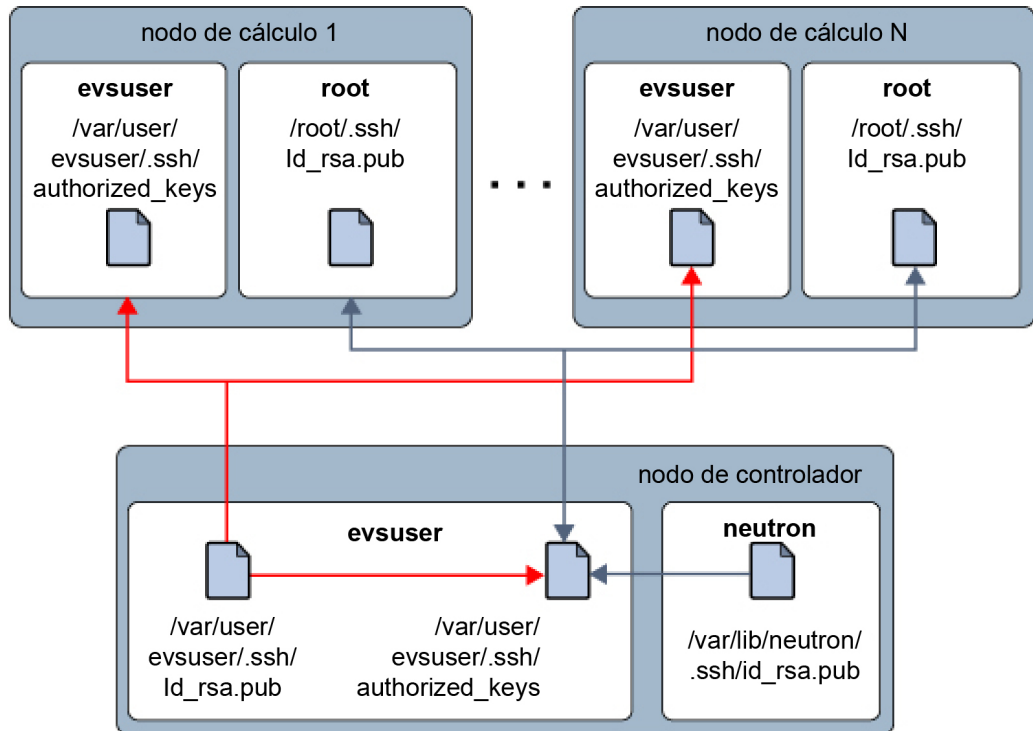 nodo de cálculo 1
evsuser
/var/user/
evsuser/.ssh/
authorized_keys
root
/root/.ssh/
Id_rsa.pub
. . .
nodo de cálculo N
evsuser
/var/user/
evsuser/.ssh/
authorized_keys
root
/root/.ssh/
Id_rsa.pub
nodo de controlador
evsuser
/var/user/
evsuser/.ssh/
Id_rsa.pub
/var/user/
evsuser/.ssh/
authorized_keys
neutron
/var/lib/neutron/
.ssh/id_rsa.pub